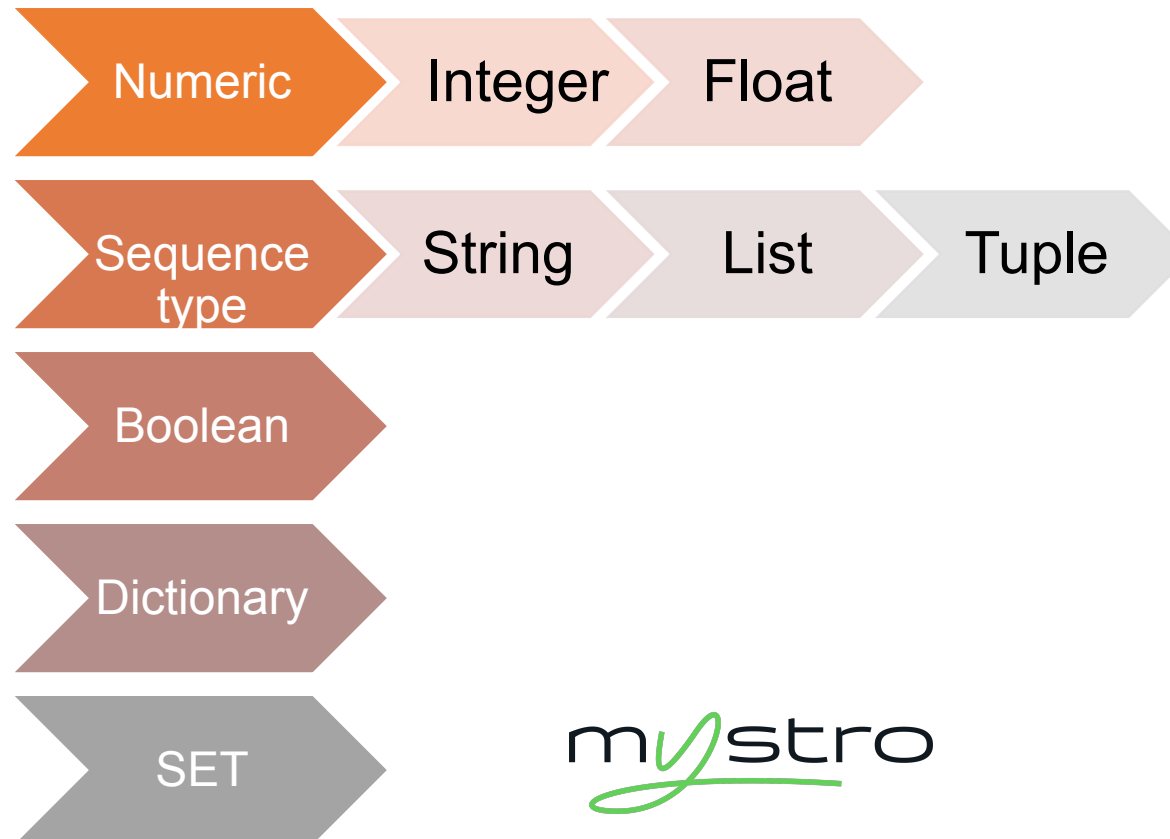 Numeric
Integer
Float
Sequence
type
String
List
Tuple
Boolean
Dictionary
SET
mystro